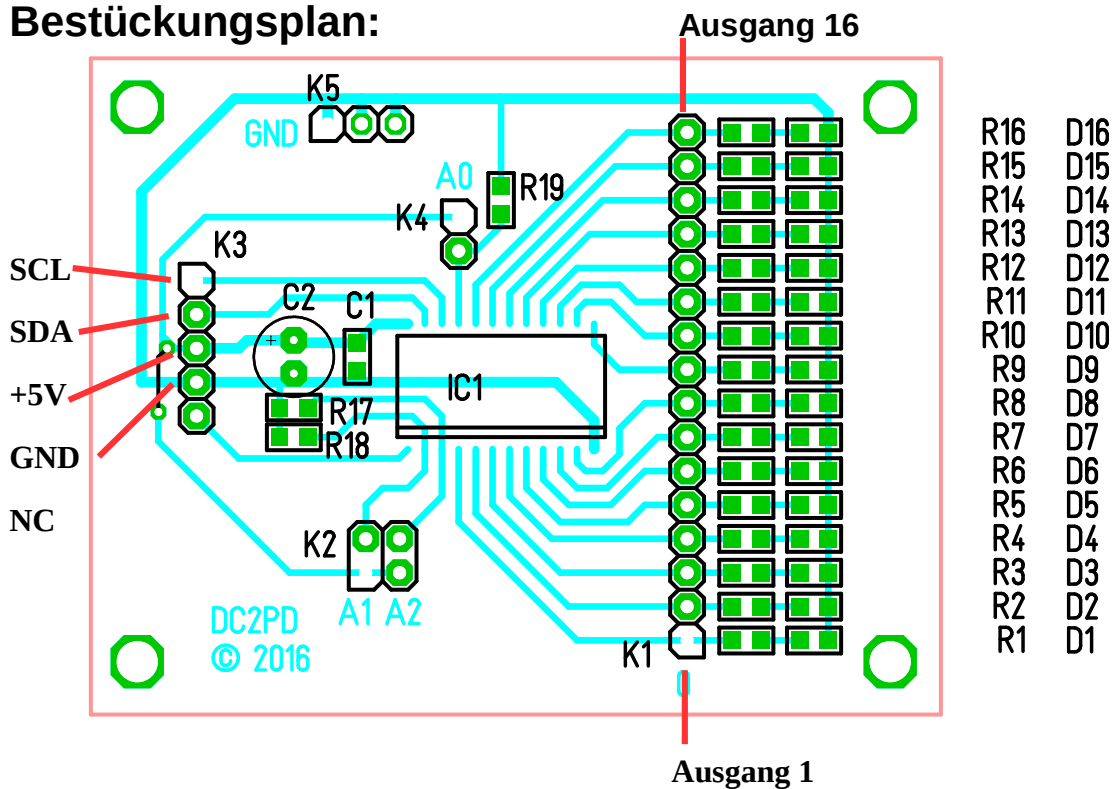 Bestückungsplan:
Ausgang 16
K5
GND
A0
R19
K4
K3
SCL
SDA
+5V
GND
NC
C2
C1
+
IC1
R17
R18
K2
A1 A2
DC2PD
© 2016
K1
0
Ausgang 1
R16 D16
R15 D15
R14 D14
R13 D13
R12 D12
R11 D11
R10 D10
R9 D9
R8 D8
R7 D7
R6 D6
R5 D5
R4 D4
R3 D3
R2 D2
R1 D1